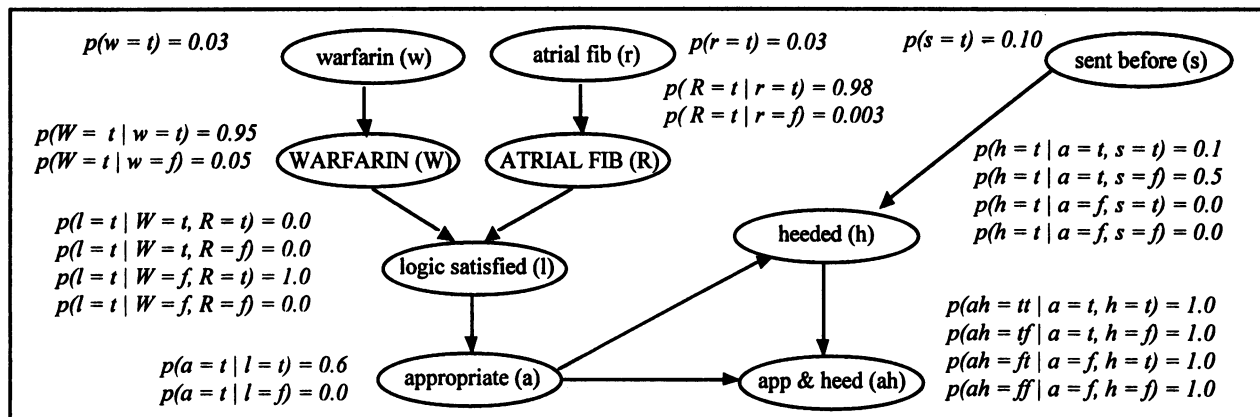 p(w = t) = 0.03
warfarin (w)
atrial fib (r)
p(r = t) = 0.03
p(s = t) = 0.10
sent before (s)
p( R = t | r = t) = 0.98
p( R = t | r = f) = 0.003
p(W = t | w = t) = 0.95
p(W = t | w = f) = 0.05
WARFARIN (W)
ATRIAL FIB (R)
p(h = t | a = t, s = t) = 0.1
p(h = t | a = t, s = f) = 0.5
p(h = t | a = f, s = t) = 0.0
p(h = t | a = f, s = f) = 0.0
p(l = t | W = t, R = t) = 0.0
p(l = t | W = t, R = f) = 0.0
p(l = t | W = f, R = t) = 1.0
p(l = t | W = f, R = f) = 0.0
logic satisfied (l)
heeded (h)
p(ah = tt | a = t, h = t) = 1.0
p(ah = tf | a = t, h = f) = 1.0
p(ah = ft | a = f, h = t) = 1.0
p(ah = ff | a = f, h = f) = 1.0
p(a = t | l = t) = 0.6
p(a = t | l = f) = 0.0
appropriate (a)
app & heed (ah)